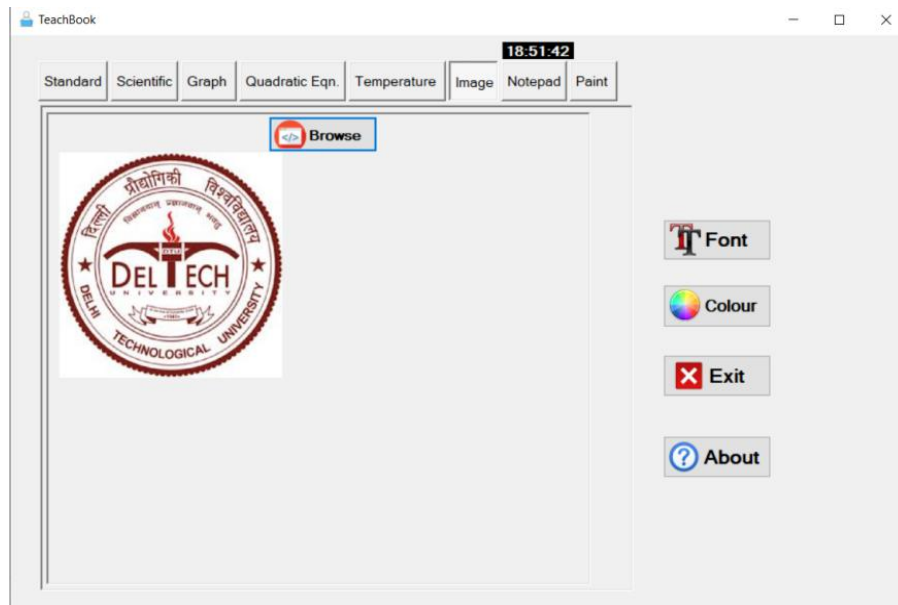 TeachBook
18:51:42
Standard Scientific Graph Quadratic Eqn. Temperature Image Notepad Paint
Browse
दिल्ली प्रौद्योगिकी विश्वविद्यालय
DELTECH
UNIVERSITY
DELHI TECHNOLOGICAL UNIVERSITY
Font
Colour
Exit
About